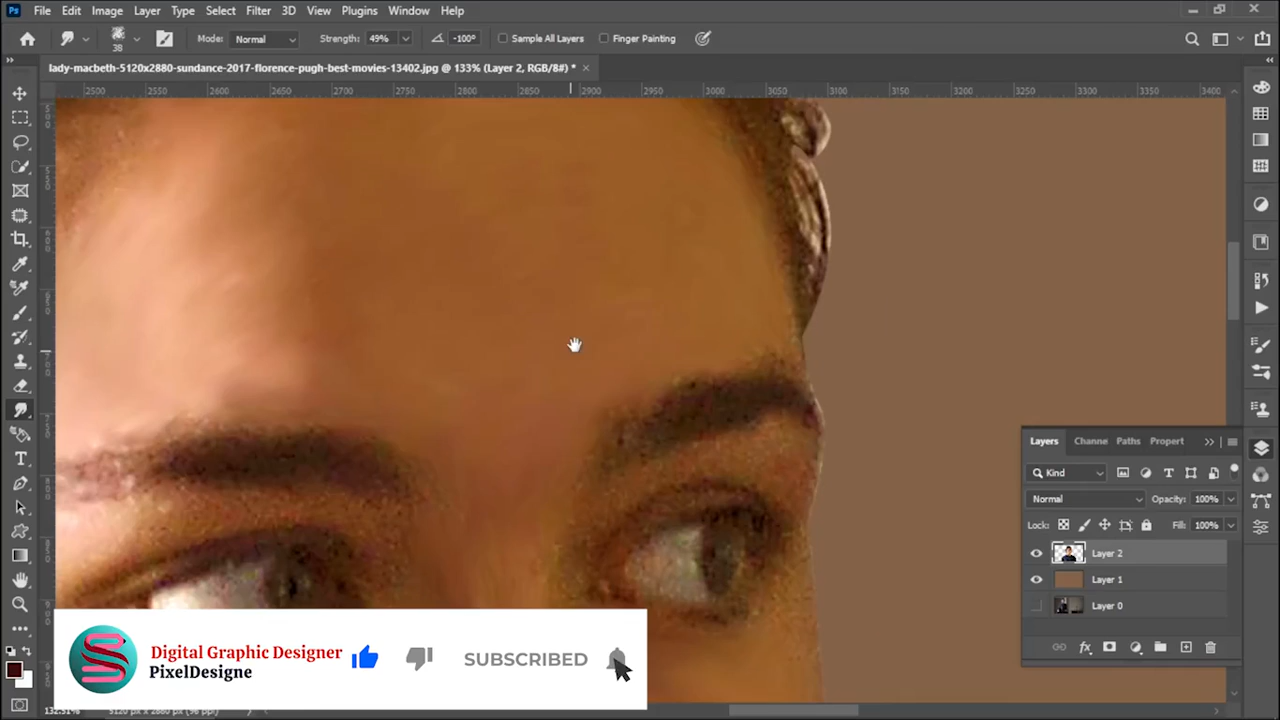 Ps File Edit Image Layer Type Select Filter 3D View Plugins Window Help
38 Mode: Normal Strength: 49% -100° Sample All Layers Finger Painting
lady-macbeth-5120x2880-sundance-2017-florence-pugh-best-movies-13402.jpg @ 133% (Layer 2, RGB/8#) *
2500 2600 2650 2700 2750 2800 2850 2900 2950 3000 3050 3100 3150 3200 3250 3300 3350 3400
Layers Channe Paths Propert
Kind
Normal Opacity: 100%
Lock: Fill: 100%
Layer 2
Layer 1
Layer 0
fx
Digital Graphic Designer
PixelDesigne
SUBSCRIBED